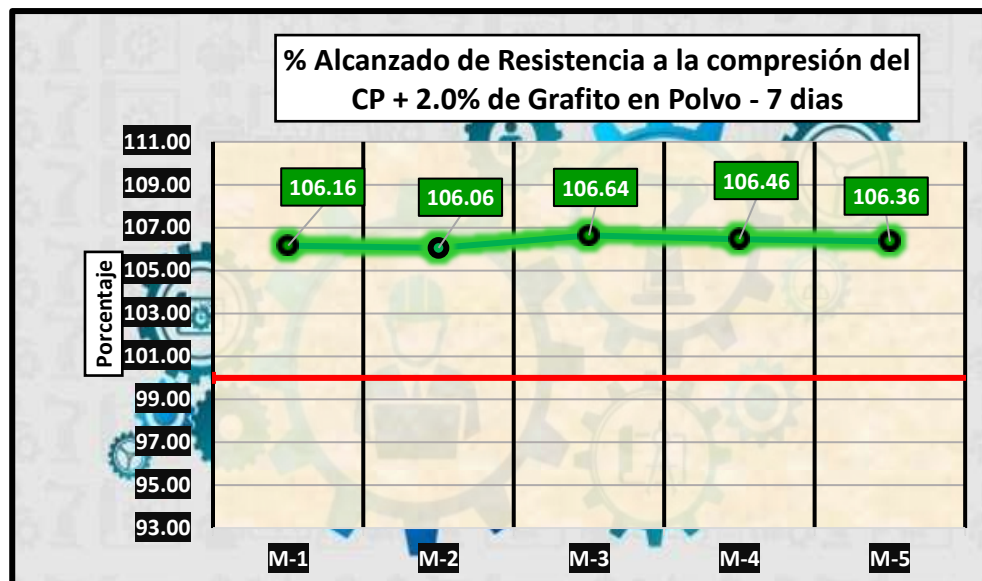 % Alcanzado de Resistencia a la compresión del
CP + 2.0% de Grafito en Polvo - 7 dias
111.00
109.00
107.00
105.00
103.00
101.00
99.00
97.00
95.00
93.00
Porcentaje
106.16
106.06
106.64
106.46
106.36
M-1
M-2
M-3
M-4
M-5